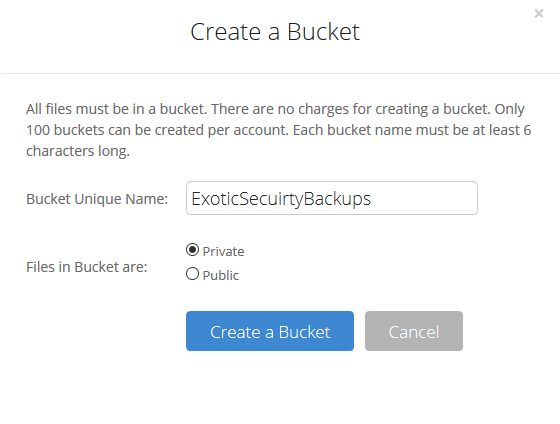 ×
Create a Bucket
All files must be in a bucket. There are no charges for creating a bucket. Only
100 buckets can be created per account. Each bucket name must be at least 6
characters long.
Bucket Unique Name: ExoticSecuirtyBackups
Private
Files in Bucket are:
Public
Create a Bucket Cancel